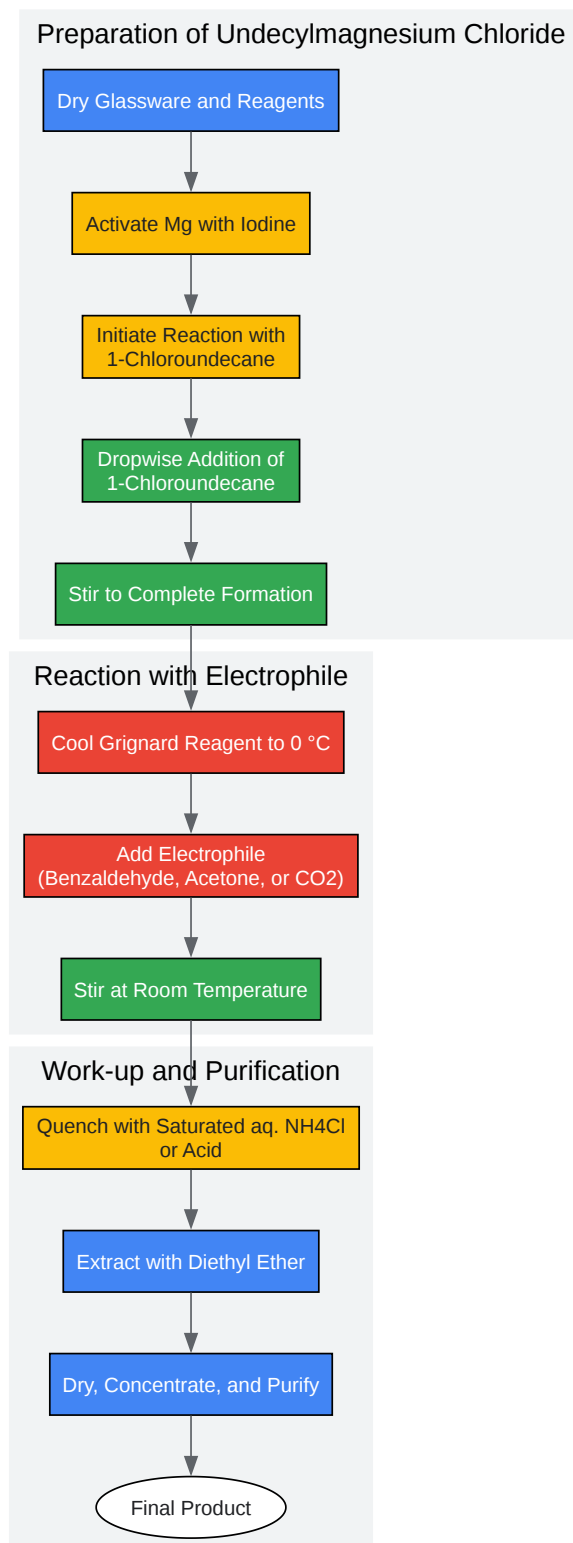 Preparation of Undecylmagnesium Chloride
Dry Glassware and Reagents
Activate Mg with Iodine
Initiate Reaction with
1-Chloroundecane
Dropwise Addition of
1-Chloroundecane
Stir to Complete Formation
Reaction with Electrophile
Cool Grignard Reagent to 0 °C
Add Electrophile
(Benzaldehyde, Acetone, or CO2)
Stir at Room Temperature
Work-up and Purification
Quench with Saturated aq. NH4Cl
or Acid
Extract with Diethyl Ether
Dry, Concentrate, and Purify
Final Product